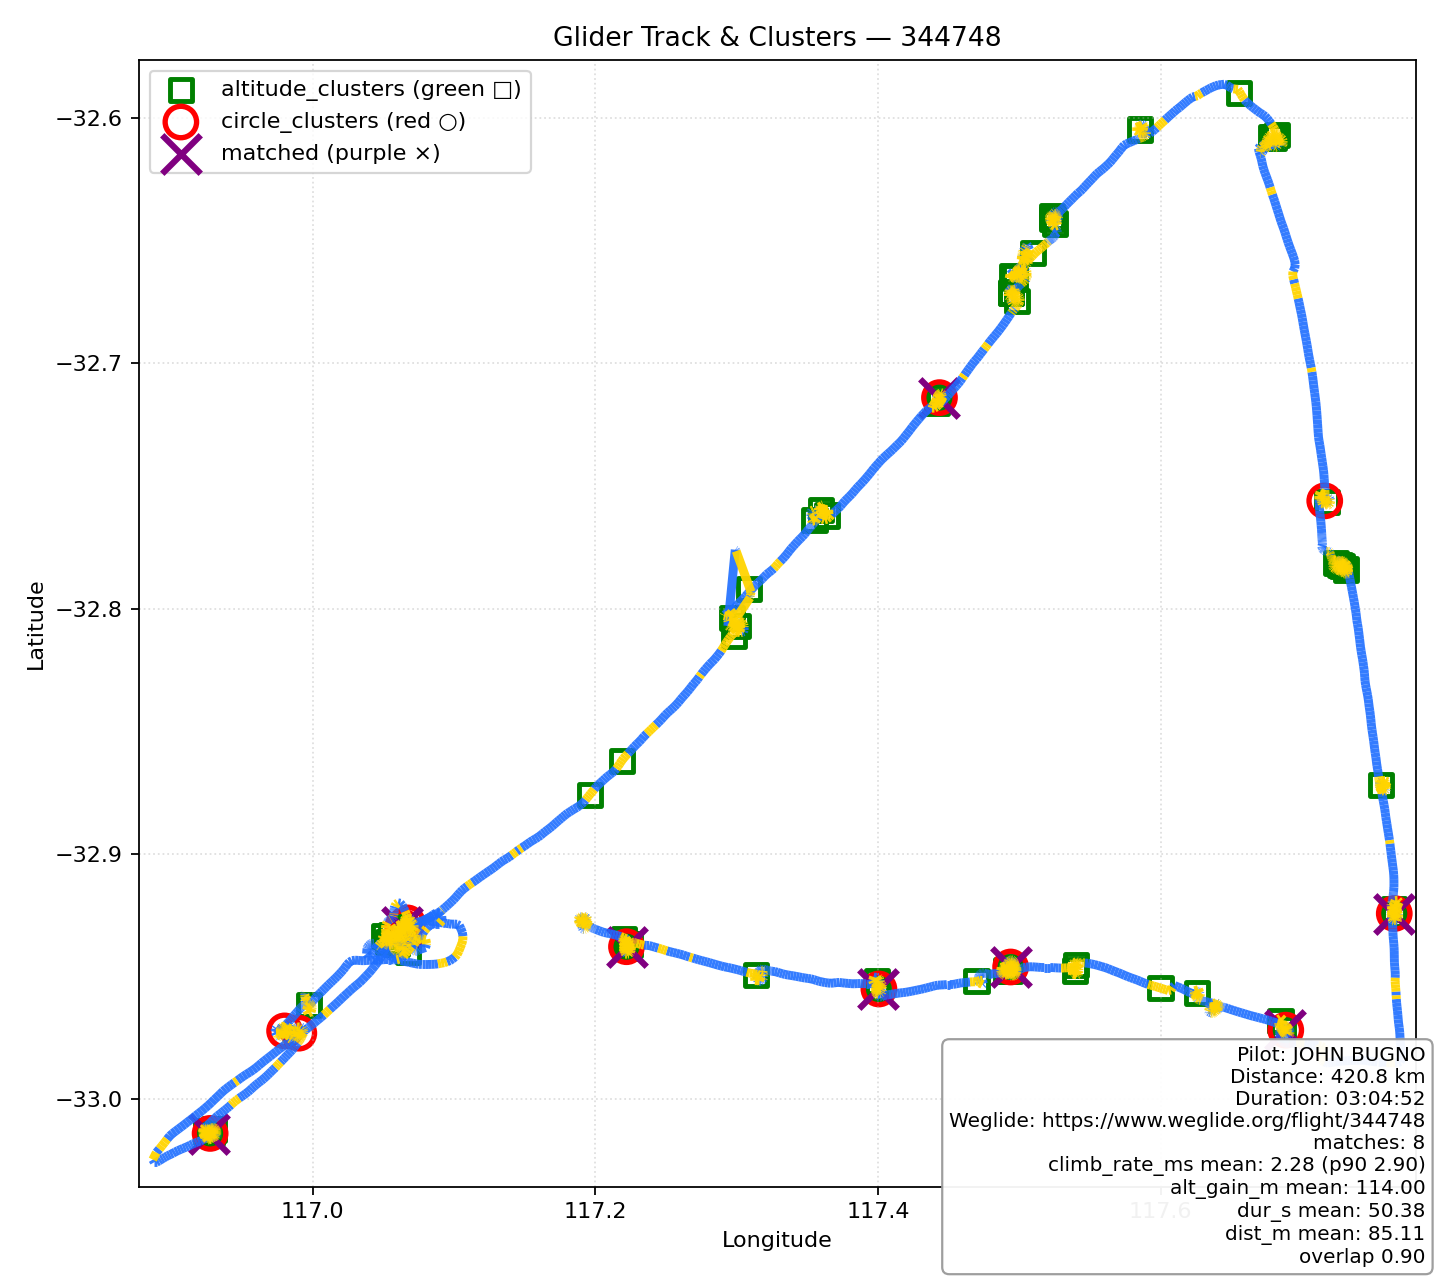 Glider Track & Clusters — 344748
altitude_clusters (green □)
circle_clusters (red ○)
matched (purple ×)
−32.6
−32.7
−32.8
−32.9
−33.0
Latitude
117.0
117.2
117.4
117.6
Longitude
Pilot: JOHN BUGNO
Distance: 420.8 km
Duration: 03:04:52
Weglide: https://www.weglide.org/flight/344748
matches: 8
climb_rate_ms mean: 2.28 (p90 2.90)
alt_gain_m mean: 114.00
dur_s mean: 50.38
dist_m mean: 85.11
overlap 0.90